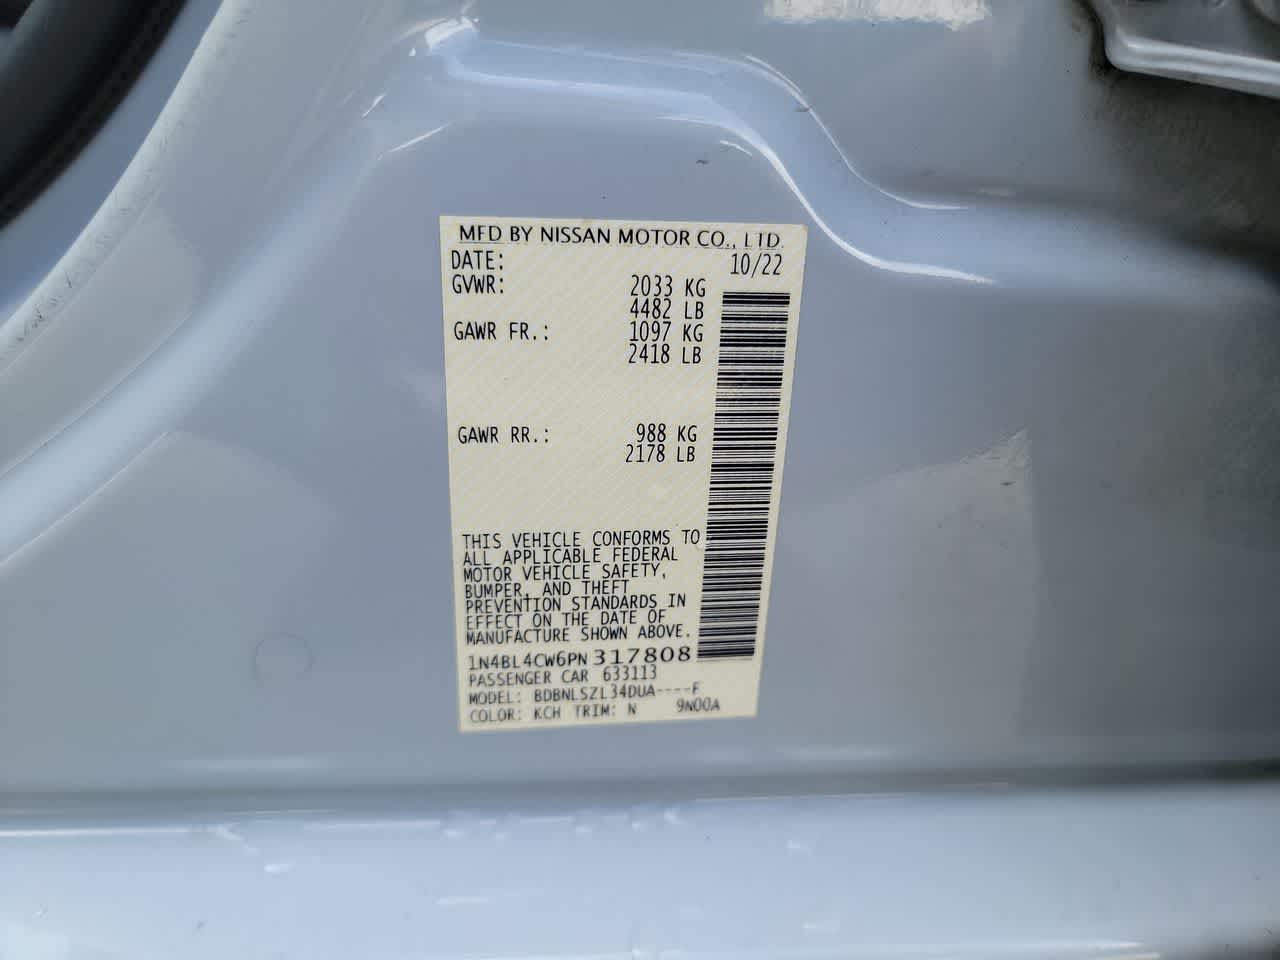 MFD BY NISSAN MOTOR CO., LTD.
DATE: 10/22
GVWR: 2033 KG
4482 LB
GAWR FR.: 1097 KG
2418 LB
GAWR RR.: 988 KG
2178 LB
THIS VEHICLE CONFORMS TO
ALL APPLICABLE FEDERAL
MOTOR VEHICLE SAFETY,
BUMPER, AND THEFT
PREVENTION STANDARDS IN
EFFECT ON THE DATE OF
MANUFACTURE SHOWN ABOVE.
1N4BL4CW6PN317808
PASSENGER CAR 633113
MODEL: BDBNLSZL34DUA----F
COLOR: KCH TRIM: N 9N00A